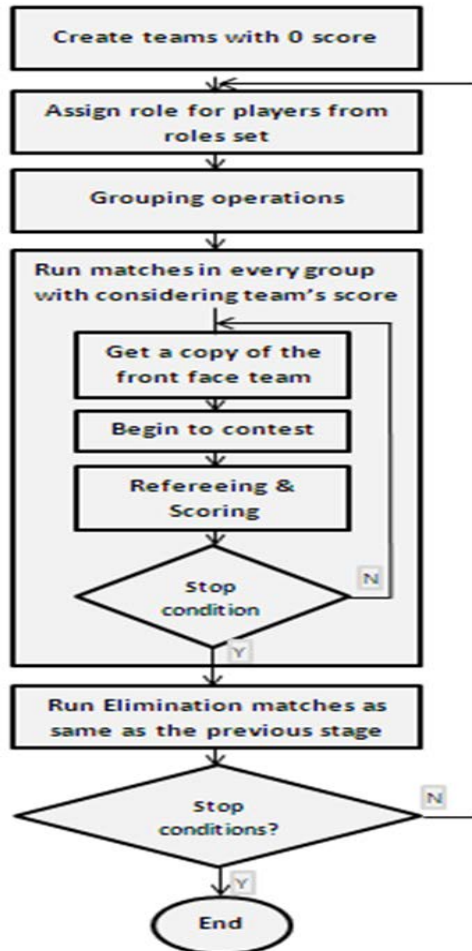 Create teams with 0 score
Assign role for players from
roles set
Grouping operations
Run matches in every group
with considering team's score
Get a copy of the
front face team
Begin to contest
Refereeing &
Scoring
Stop
condition
N
Y
Run Elimination matches as
same as the previous stage
Stop
conditions?
N
Y
End